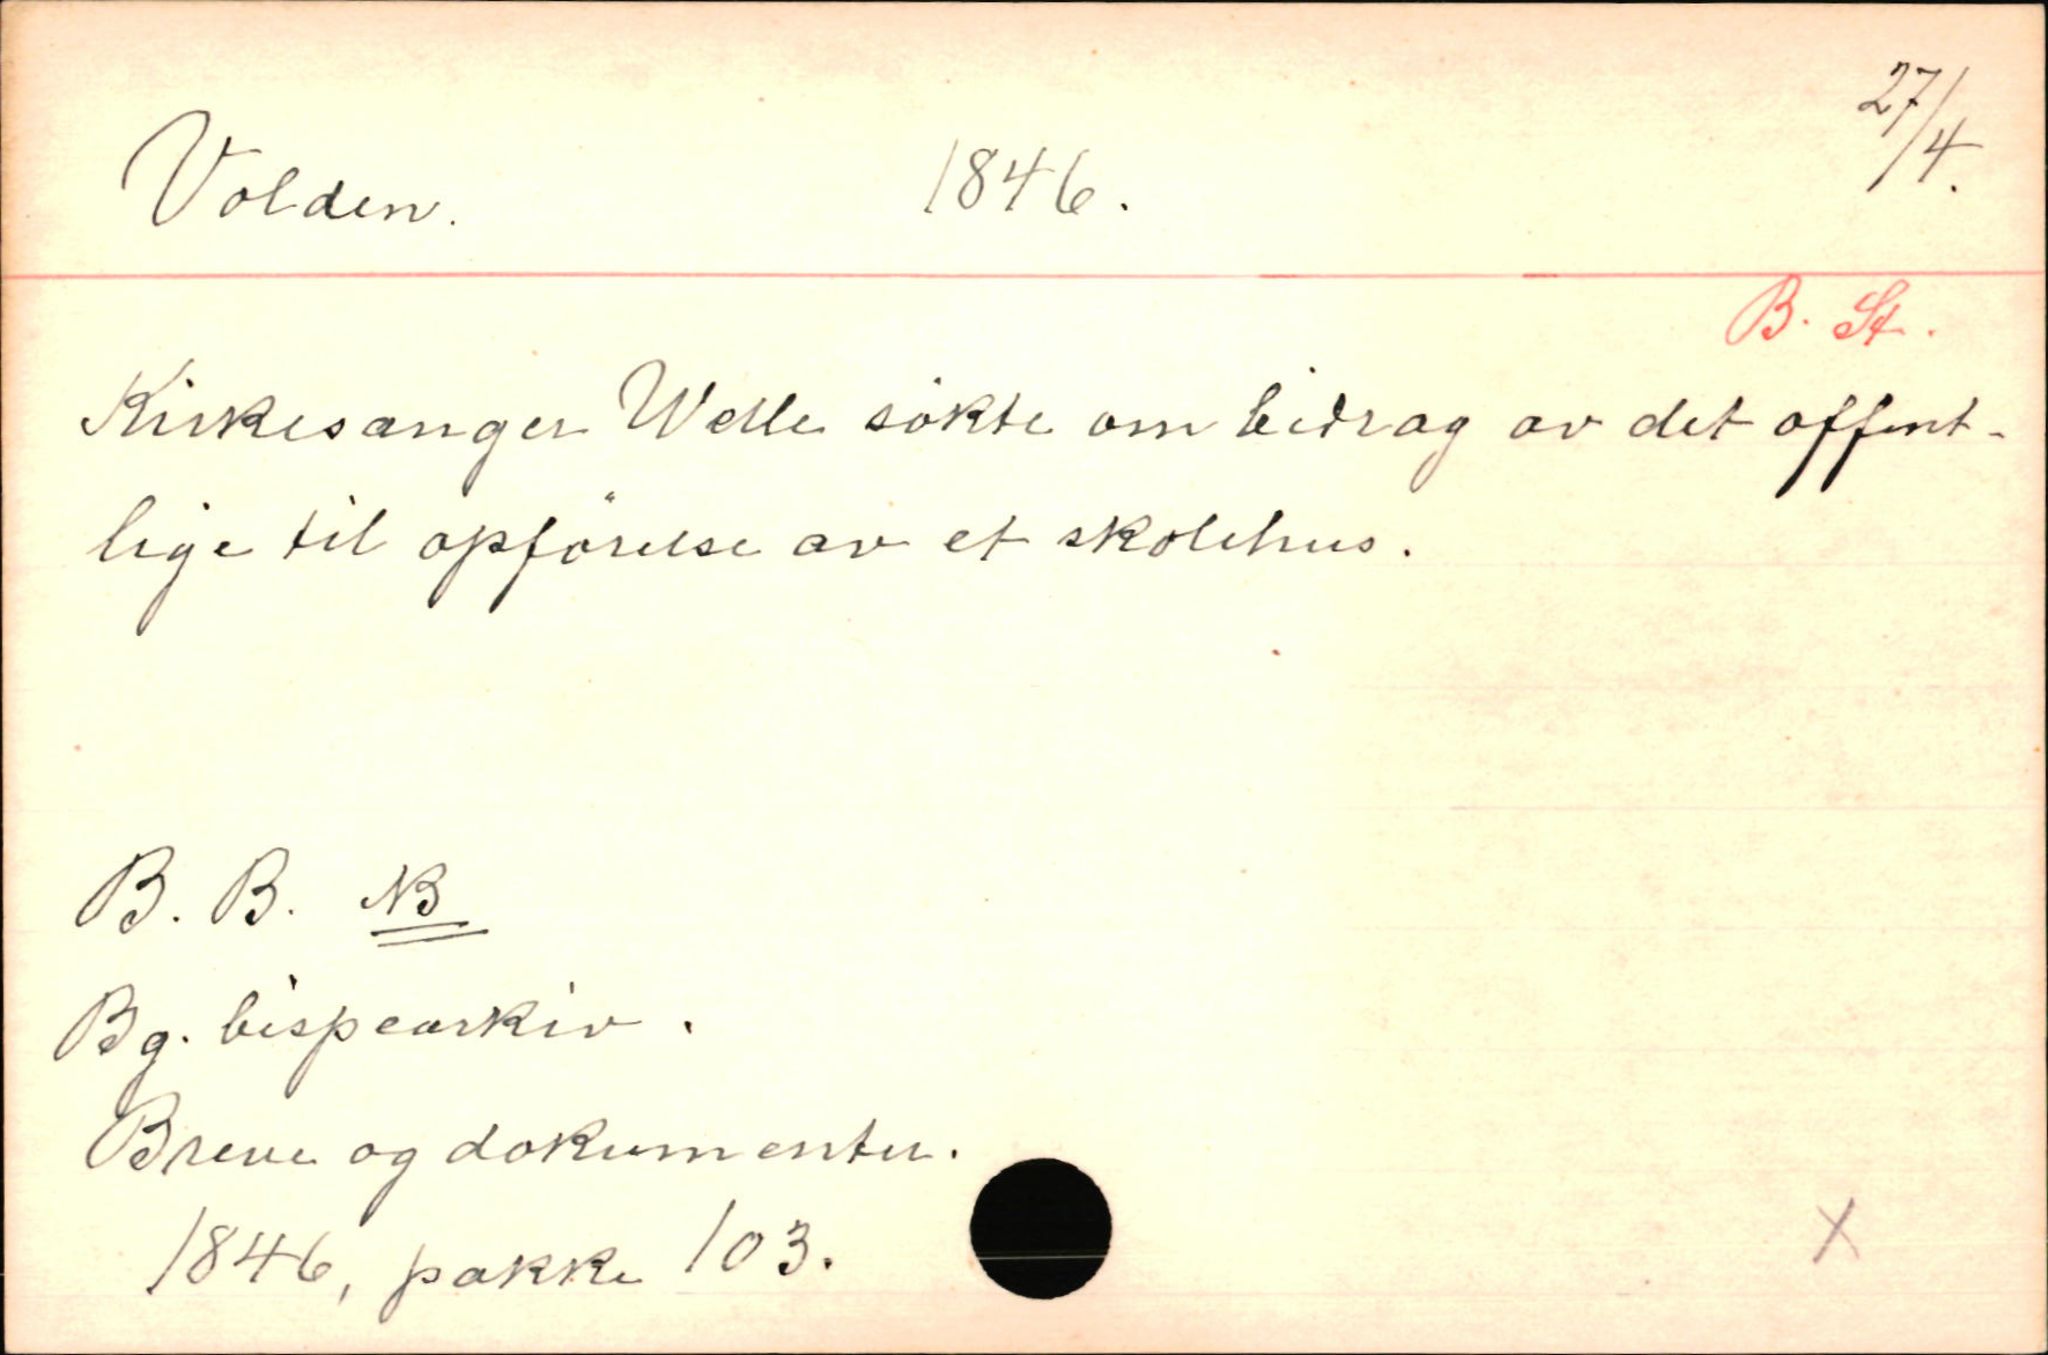 Volden. 1846. 27/4.
B. St.
Kirkesanger Welle søkte om bidrag av det offent-
lige til opførelse av et skolehus.
B. B. NB
Bg. bispearkiv.
Breve og dokumenter.
1846, pakke 103.
X